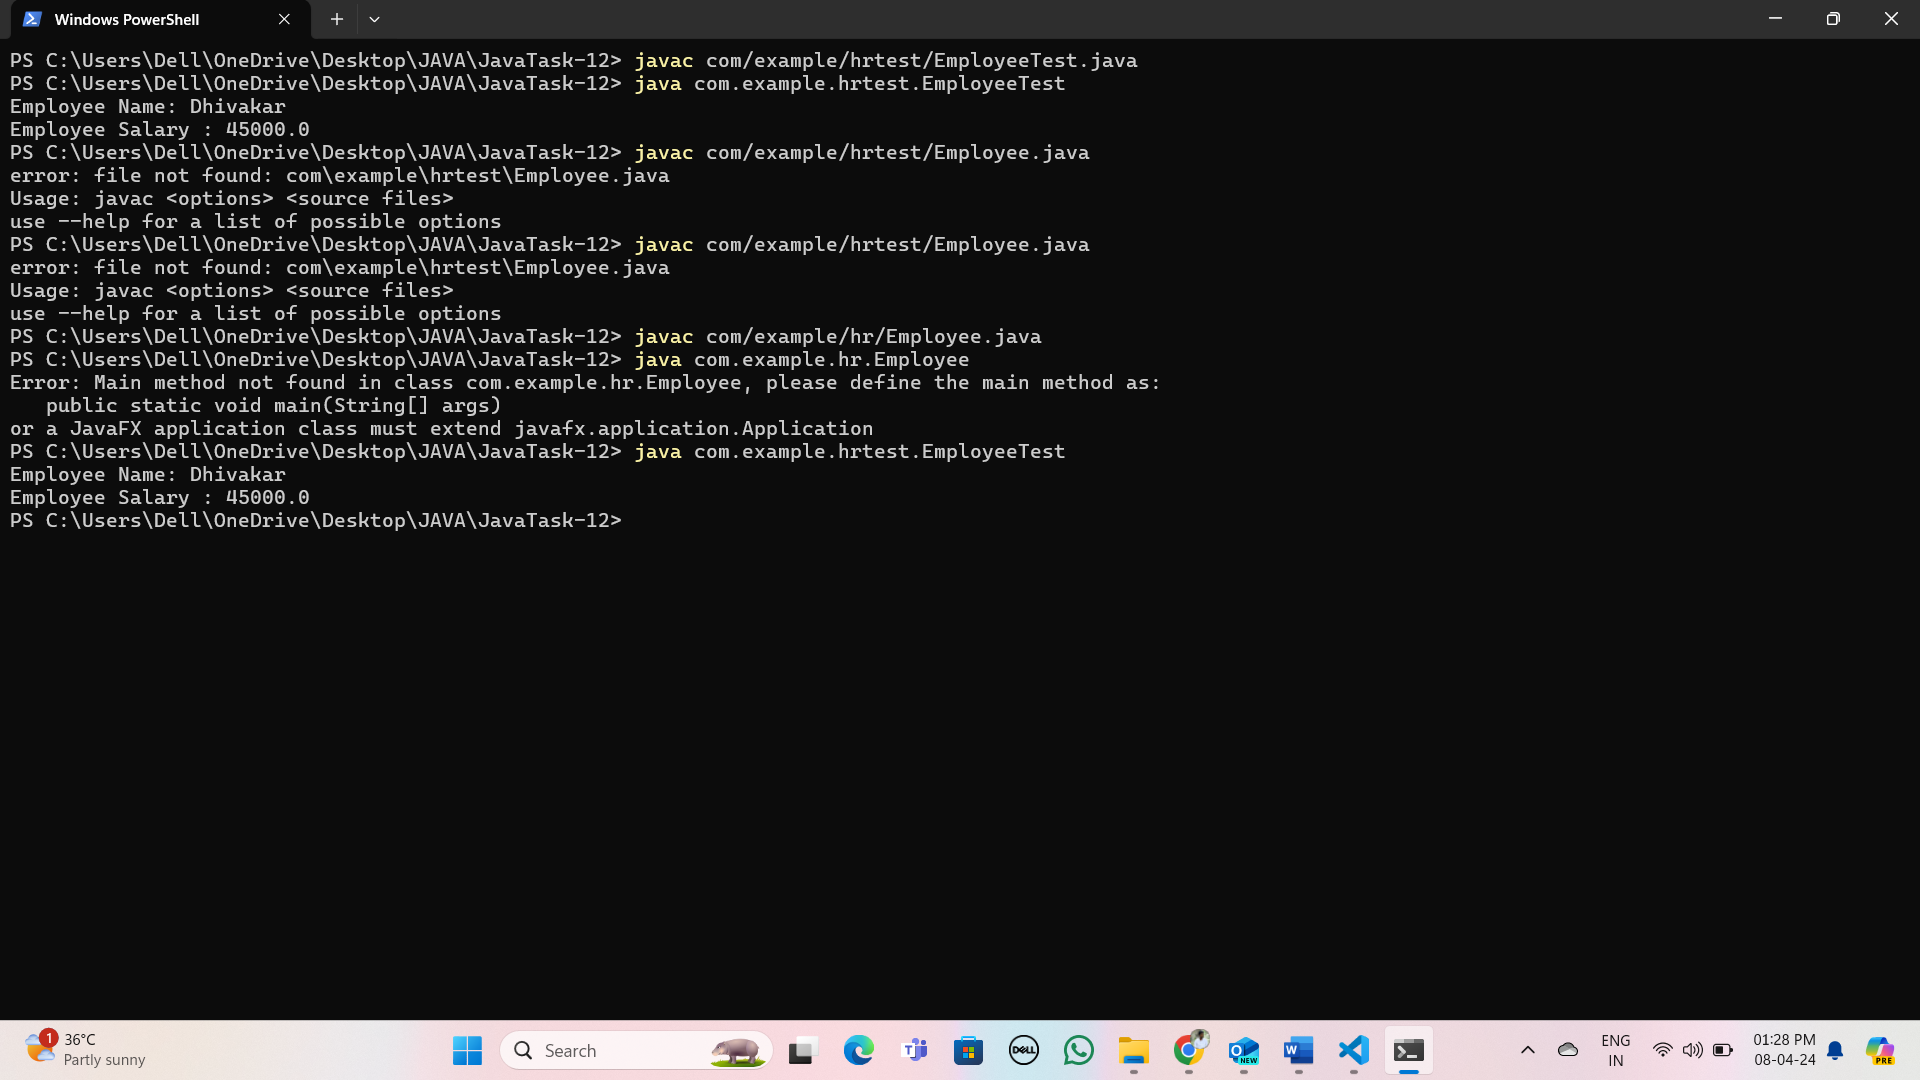 Windows PowerShell
PS C:\Users\Dell\OneDrive\Desktop\JAVA\JavaTask-12> javac com/example/hrtest/EmployeeTest.java
PS C:\Users\Dell\OneDrive\Desktop\JAVA\JavaTask-12> java com.example.hrtest.EmployeeTest
Employee Name: Dhivakar
Employee Salary : 45000.0
PS C:\Users\Dell\OneDrive\Desktop\JAVA\JavaTask-12> javac com/example/hrtest/Employee.java
error: file not found: com\example\hrtest\Employee.java
Usage: javac <options> <source files>
use --help for a list of possible options
PS C:\Users\Dell\OneDrive\Desktop\JAVA\JavaTask-12> javac com/example/hrtest/Employee.java
error: file not found: com\example\hrtest\Employee.java
Usage: javac <options> <source files>
use --help for a list of possible options
PS C:\Users\Dell\OneDrive\Desktop\JAVA\JavaTask-12> javac com/example/hr/Employee.java
PS C:\Users\Dell\OneDrive\Desktop\JAVA\JavaTask-12> java com.example.hr.Employee
Error: Main method not found in class com.example.hr.Employee, please define the main method as:
   public static void main(String[] args)
or a JavaFX application class must extend javafx.application.Application
PS C:\Users\Dell\OneDrive\Desktop\JAVA\JavaTask-12> java com.example.hrtest.EmployeeTest
Employee Name: Dhivakar
Employee Salary : 45000.0
PS C:\Users\Dell\OneDrive\Desktop\JAVA\JavaTask-12>
1
36°C
Partly sunny
Search
DELL
NEW
ENG
IN
01:28 PM
08-04-24
PRE